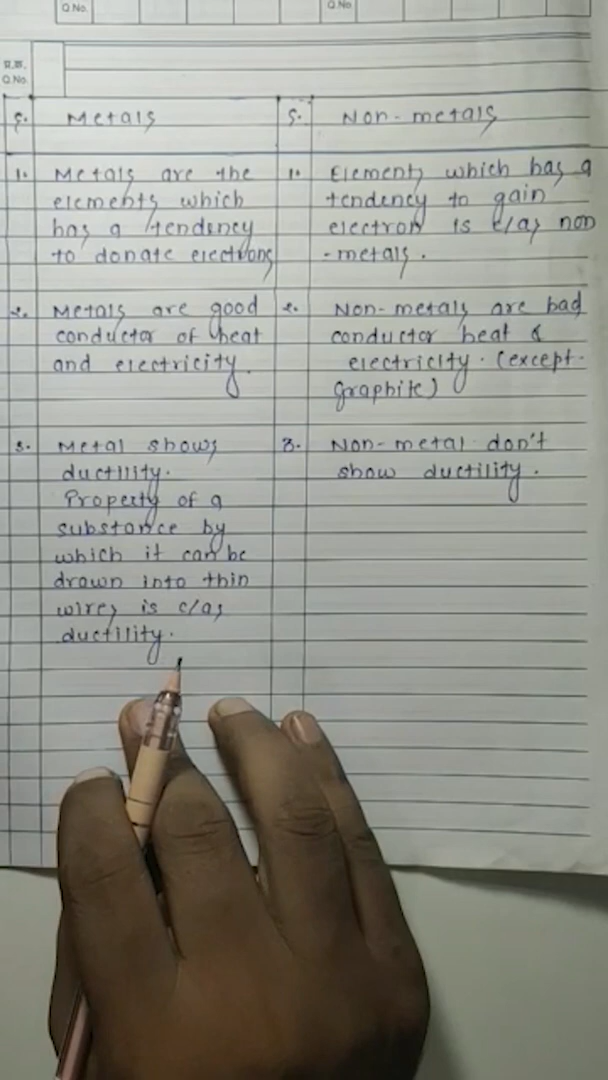 Q.No.
Q.No
प्र.क्र.
Q.No.
S. Metals S. Non-metals
1. Metals are the 1. Elements which has a
elements which tendency to gain
has a tendency electron is c/as non
to donate electrons -metals.
2. Metals are good 2. Non-metals are bad
conductor of heat conductor heat &
and electricity. electricity. (except
graphite)
3. Metal shows 3. Non-metal don't
ductility. show ductility.
Property of a
substance by
which it can be
drawn into thin
wires is c/as
ductility.